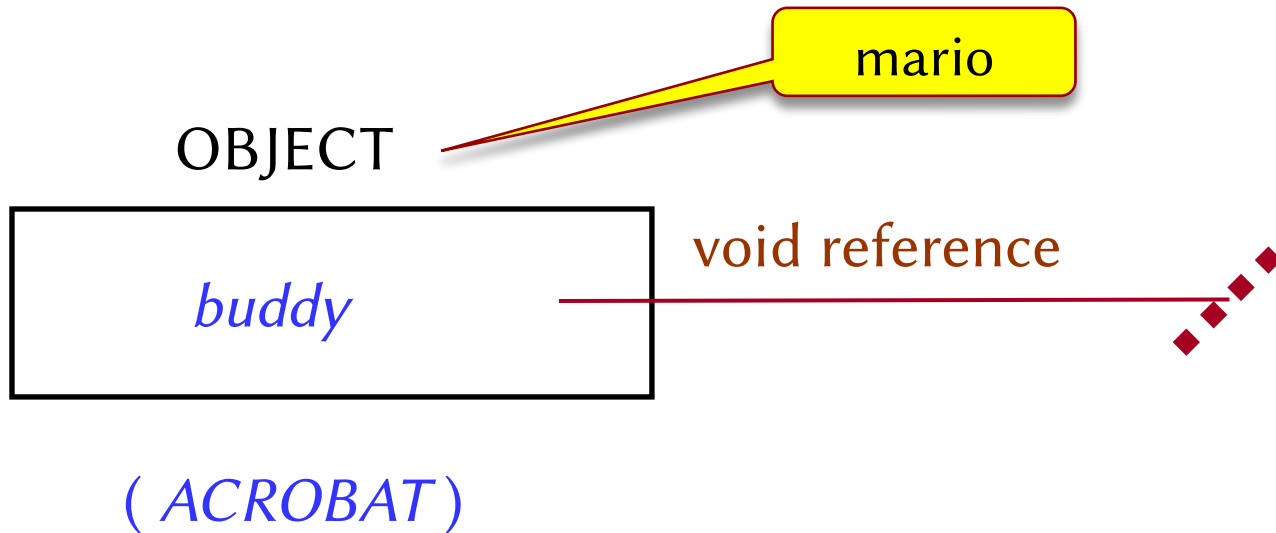 mario
OBJECT
void reference
buddy
( ACROBAT )